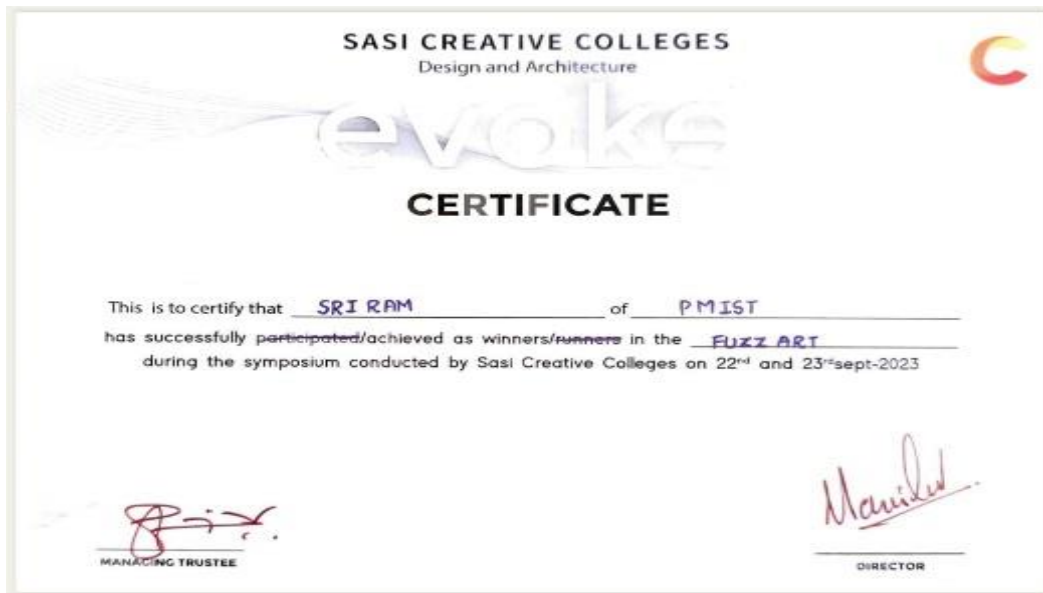 SASI CREATIVE COLLEGES
Design and Architecture
evoke
CERTIFICATE
This is to certify that SRI RAM of PMIST
has successfully participated/achieved as winners/runners in the FUZZ ART
during the symposium conducted by Sasi Creative Colleges on 22nd and 23rdsept-2023
MANAGING TRUSTEE
DIRECTOR